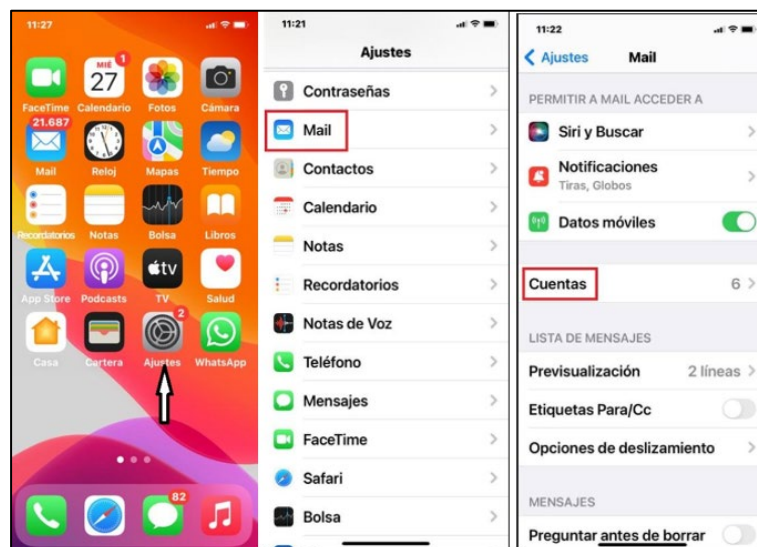 11:27
MIÉ
27
1
FaceTime Calendario Fotos Cámara
21.687
Mail Reloj Mapas Tiempo
Recordatorios Notas Bolsa Libros
tv
App Store Podcasts TV Salud
2
Casa Cartera Ajustes WhatsApp
82
11:21
Ajustes
Contraseñas
Mail
Contactos
Calendario
Notas
Recordatorios
Notas de Voz
Teléfono
Mensajes
FaceTime
Safari
Bolsa
11:22
Ajustes Mail
PERMITIR A MAIL ACCEDER A
Siri y Buscar
Notificaciones
Tiras, Globos
Datos móviles
Cuentas 6
LISTA DE MENSAJES
Previsualización 2 líneas
Etiquetas Para/Cc
Opciones de deslizamiento
MENSAJES
Preguntar antes de borrar